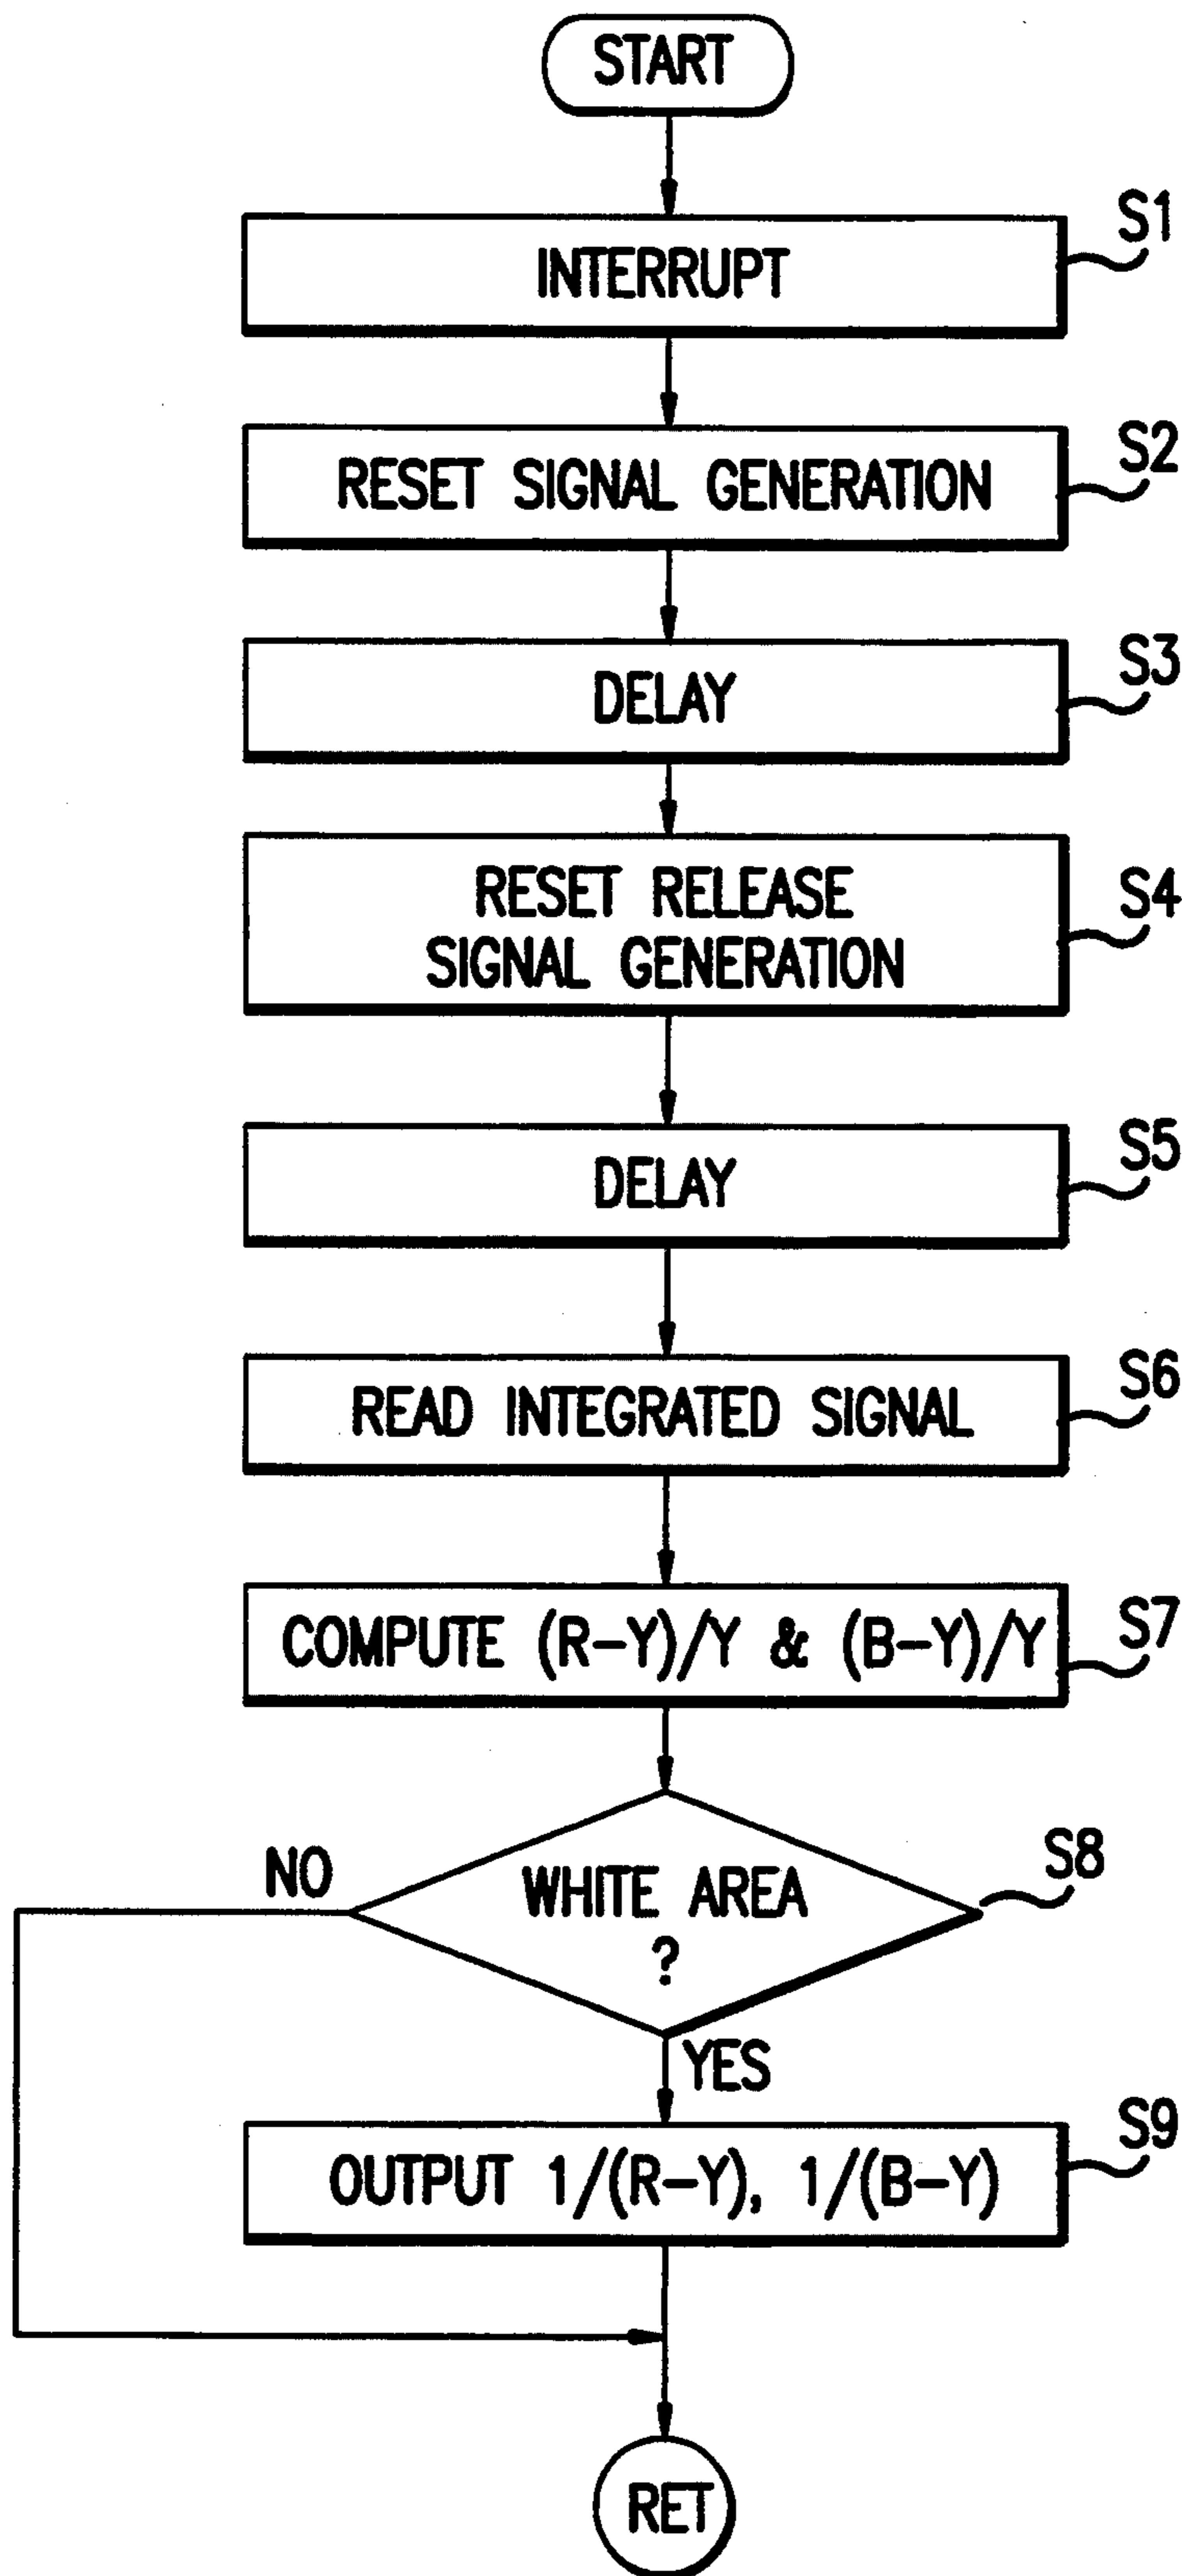 START
S1
INTERRUPT
S2
RESET SIGNAL GENERATION
S3
DELAY
S4
RESET RELEASE
SIGNAL GENERATION
S5
DELAY
S6
READ INTEGRATED SIGNAL
S7
COMPUTE (R-Y)/Y & (B-Y)/Y
S8
NO
WHITE AREA
?
YES
S9
OUTPUT 1/(R-Y), 1/(B-Y)
RET